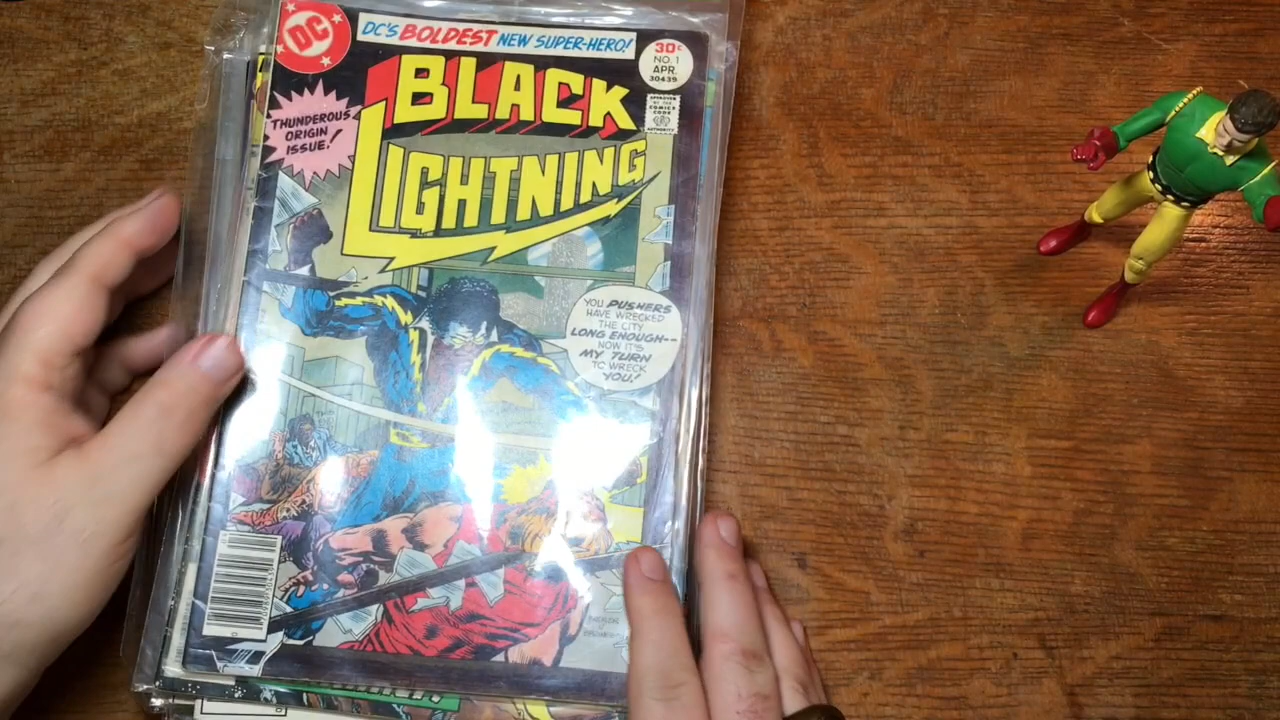 DC
DC'S BOLDEST NEW SUPER-HERO!
30¢
NO. 1
APR.
30439
APPROVED
BY THE
COMICS
CODE
AUTHORITY
BLACK
LIGHTNING
THUNDEROUS
ORIGIN
ISSUE!
YOU PUSHERS
HAVE WRECKED
THE CITY
LONG ENOUGH--
NOW IT'S
MY TURN
TO WRECK
YOU!